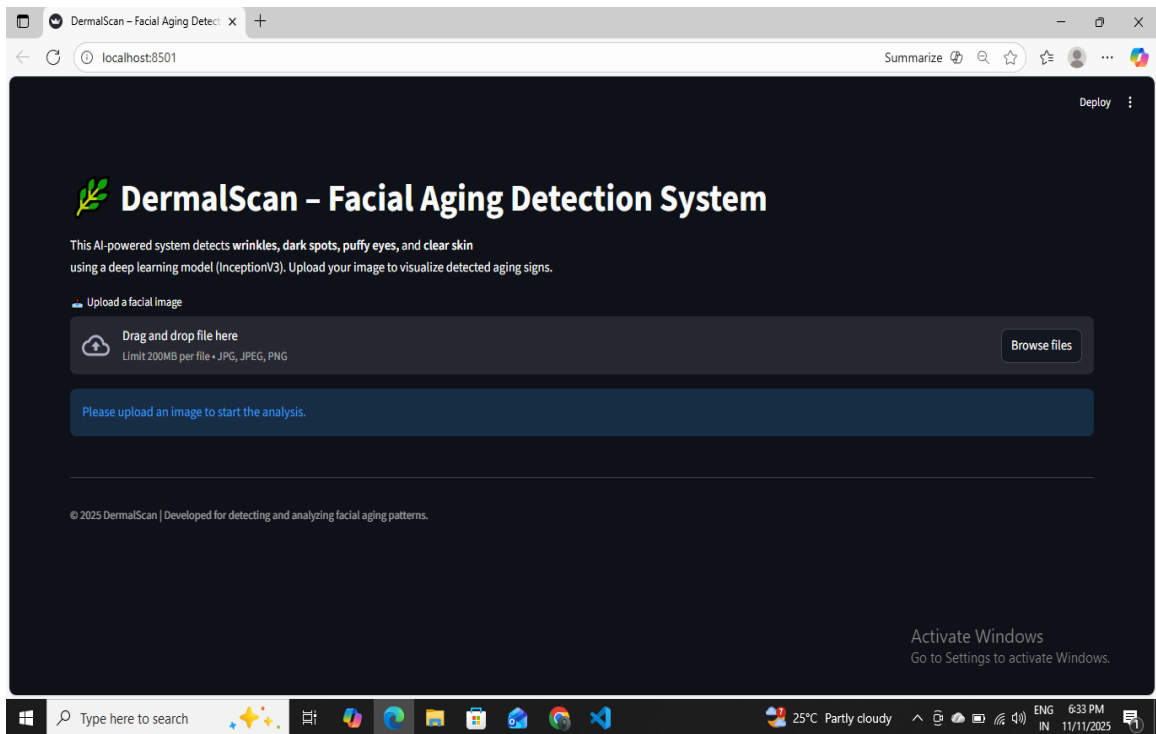 DermalScan – Facial Aging Detect
localhost:8501
Summarize
Deploy
DermalScan – Facial Aging Detection System
This AI-powered system detects wrinkles, dark spots, puffy eyes, and clear skin
using a deep learning model (InceptionV3). Upload your image to visualize detected aging signs.
Upload a facial image
Drag and drop file here
Limit 200MB per file • JPG, JPEG, PNG
Browse files
Please upload an image to start the analysis.
© 2025 DermalScan | Developed for detecting and analyzing facial aging patterns.
Activate Windows
Go to Settings to activate Windows.
Type here to search
25°C Partly cloudy
ENG
IN
6:33 PM
11/11/2025
1